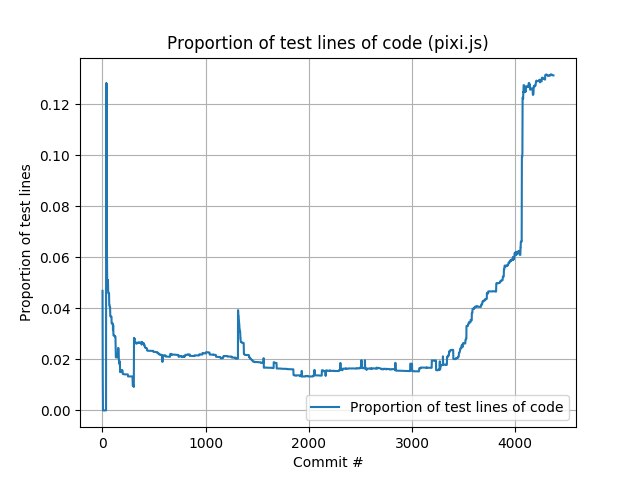 Proportion of test lines of code (pixi.js)
Proportion of test lines
0.12
0.10
0.08
0.06
0.04
0.02
0.00
Proportion of test lines of code
0 1000 2000 3000 4000
Commit #